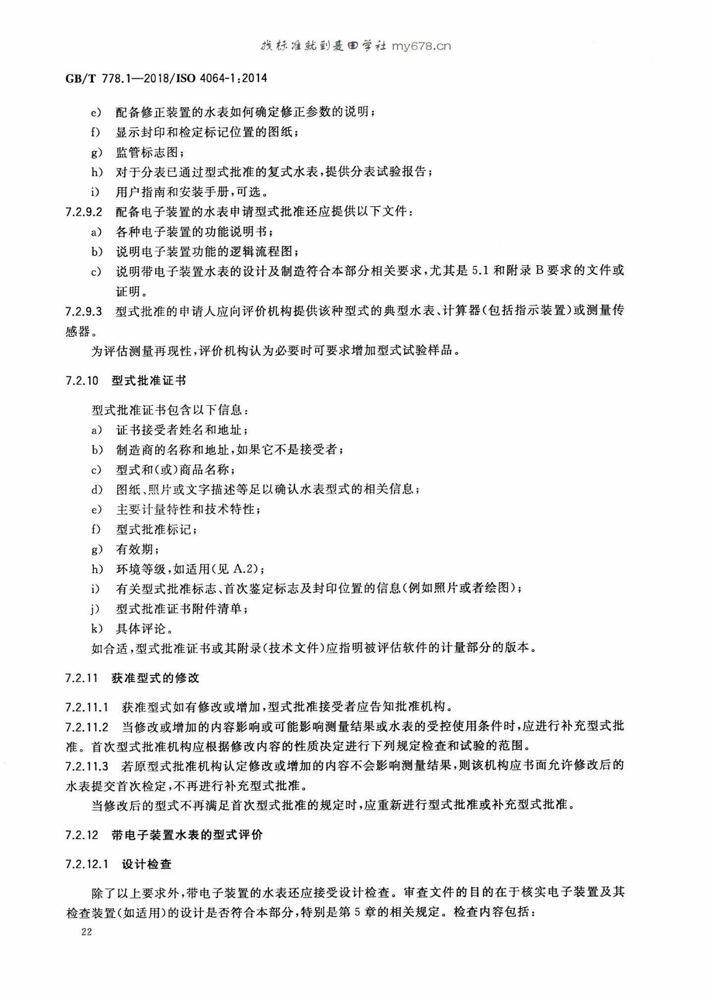 找标准就到麦田学社 my678.cn
GB/T 778.1—2018/ISO 4064-1:2014
e) 配备修正装置的水表如何确定修正参数的说明；
f) 显示封印和检定标记位置的图纸；
g) 监管标志图；
h) 对于分表已通过型式批准的复式水表,提供分表试验报告；
i) 用户指南和安装手册,可选。
7.2.9.2 配备电子装置的水表申请型式批准还应提供以下文件：
a) 各种电子装置的功能说明书；
b) 说明电子装置功能的逻辑流程图；
c) 说明带电子装置水表的设计及制造符合本部分相关要求,尤其是 5.1 和附录 B 要求的文件或
证明。
7.2.9.3 型式批准的申请人应向评价机构提供该种型式的典型水表、计算器(包括指示装置)或测量传
感器。
为评估测量再现性,评价机构认为必要时可要求增加型式试验样品。
7.2.10 型式批准证书
型式批准证书包含以下信息：
a) 证书接受者姓名和地址；
b) 制造商的名称和地址,如果它不是接受者；
c) 型式和(或)商品名称；
d) 图纸、照片或文字描述等足以确认水表型式的相关信息；
e) 主要计量特性和技术特性；
f) 型式批准标记；
g) 有效期；
h) 环境等级,如适用(见 A.2)；
i) 有关型式批准标志、首次鉴定标志及封印位置的信息(例如照片或者绘图)；
j) 型式批准证书附件清单；
k) 具体评论。
如合适,型式批准证书或其附录(技术文件)应指明被评估软件的计量部分的版本。
7.2.11 获准型式的修改
7.2.11.1 获准型式如有修改或增加,型式批准接受者应告知批准机构。
7.2.11.2 当修改或增加的内容影响或可能影响测量结果或水表的受控使用条件时,应进行补充型式批
准。首次型式批准机构应根据修改内容的性质决定进行下列规定检查和试验的范围。
7.2.11.3 若原型式批准机构认定修改或增加的内容不会影响测量结果,则该机构应书面允许修改后的
水表提交首次检定,不再进行补充型式批准。
当修改后的型式不再满足首次型式批准的规定时,应重新进行型式批准或补充型式批准。
7.2.12 带电子装置水表的型式评价
7.2.12.1 设计检查
除了以上要求外,带电子装置的水表还应接受设计检查。审查文件的目的在于核实电子装置及其
检查装置(如适用)的设计是否符合本部分,特别是第 5 章的相关规定。检查内容包括：
22